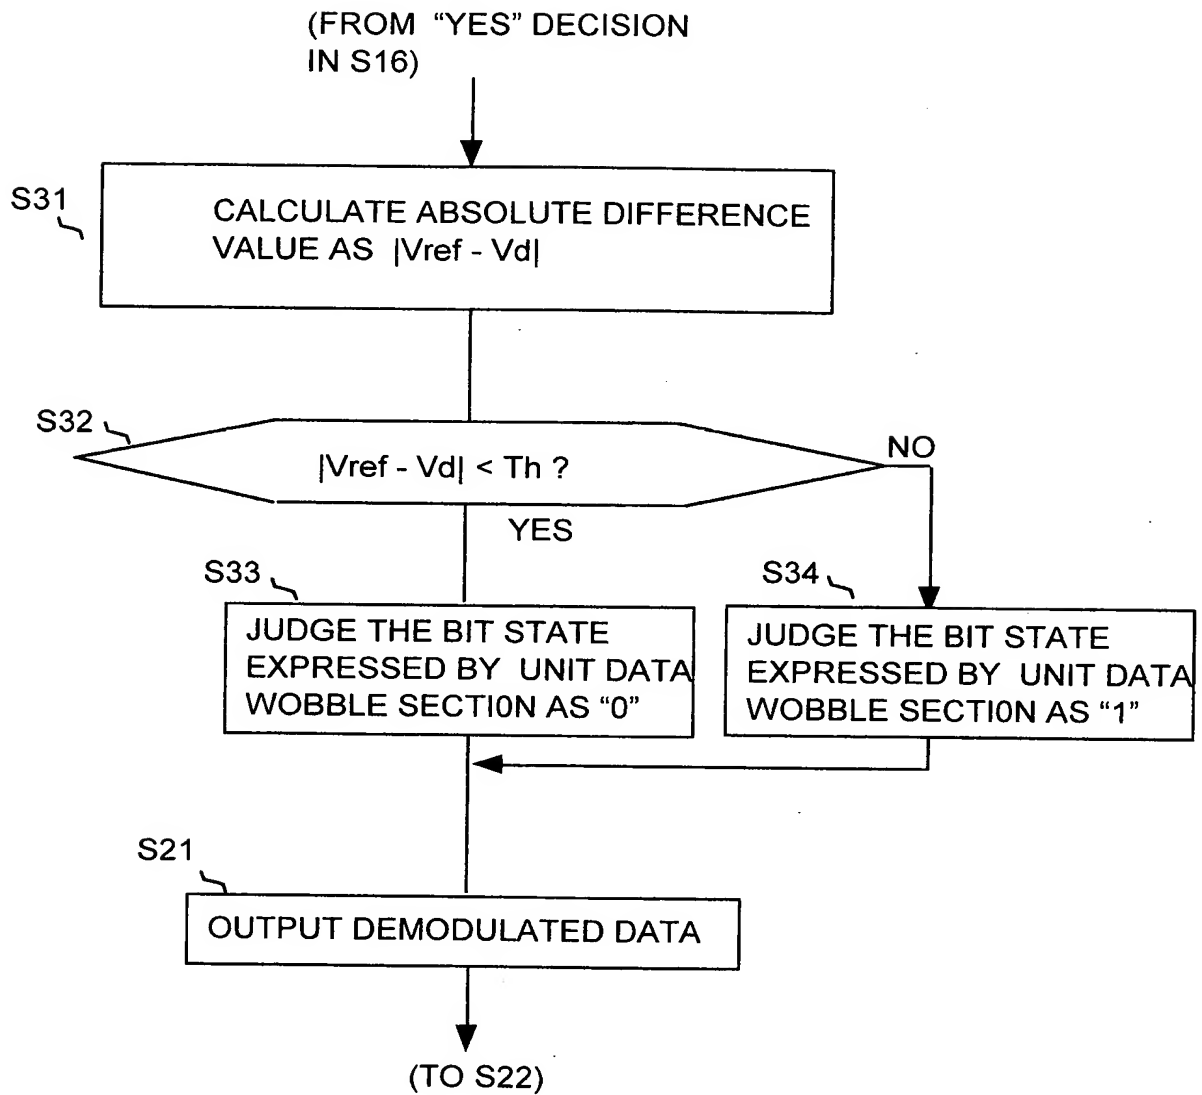 (FROM “YES” DECISION
IN S16)
S31
CALCULATE ABSOLUTE DIFFERENCE
VALUE AS |Vref - Vd|
S32
|Vref - Vd| < Th ?
NO
YES
S33
JUDGE THE BIT STATE
EXPRESSED BY UNIT DATA
WOBBLE SECTI0N AS “0”
S34
JUDGE THE BIT STATE
EXPRESSED BY UNIT DATA
WOBBLE SECTI0N AS “1”
S21
OUTPUT DEMODULATED DATA
(TO S22)